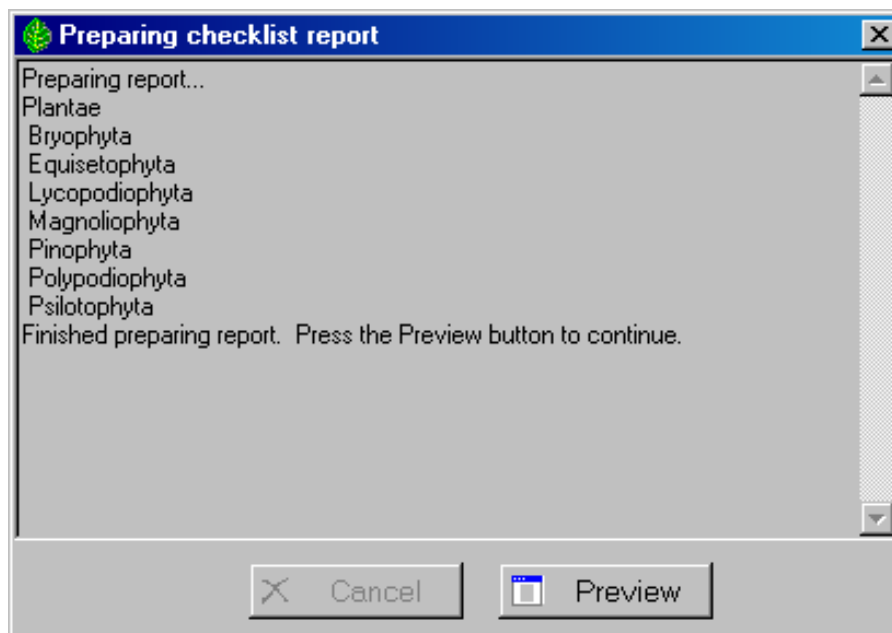 Preparing checklist report
Preparing report...
Plantae
Bryophyta
Equisetophyta
Lycopodiophyta
Magnoliophyta
Pinophyta
Polypodiophyta
Psilotophyta
Finished preparing report.  Press the Preview button to continue.
Cancel
Preview